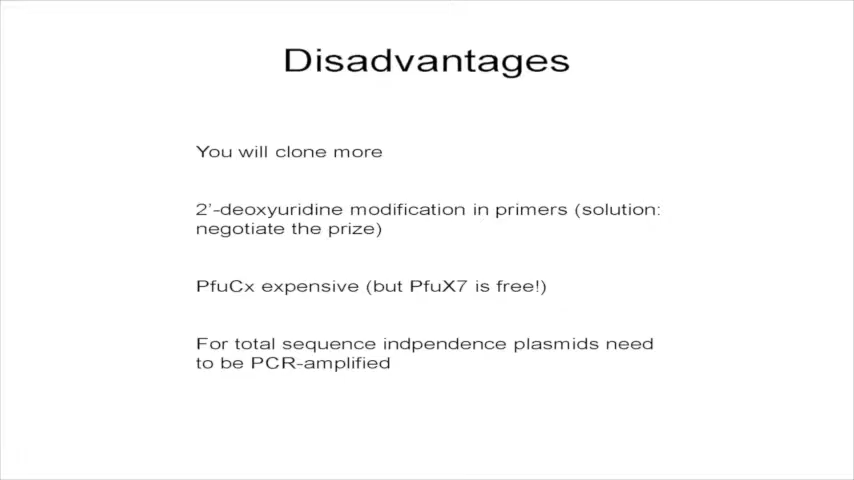 Disadvantages
You will clone more
2’-deoxyuridine modification in primers (solution:
negotiate the prize)
PfuCx expensive (but PfuX7 is free!)
For total sequence indpendence plasmids need
to be PCR-amplified